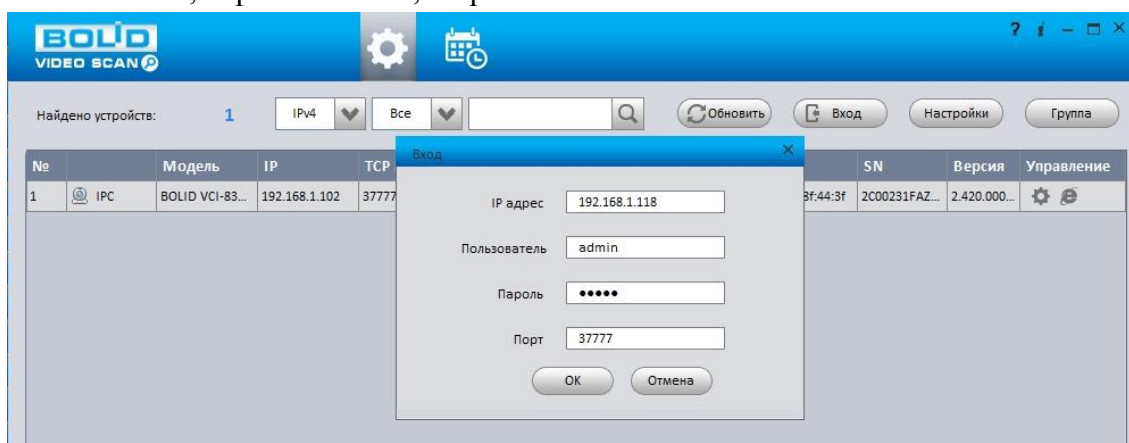 BOLID
VIDEO SCAN
? i
Найдено устройств: 1 IPv4 Все Обновить Вход Настройки Группа
№ Модель IP TCP SN Версия Управление
1 IPC BOLID VCI-83... 192.168.1.102 37777 3f:44:3f 2C00231FAZ... 2.420.000...
Вход
IP адрес 192.168.1.118
Пользователь admin
Пароль •••••
Порт 37777
OK Отмена